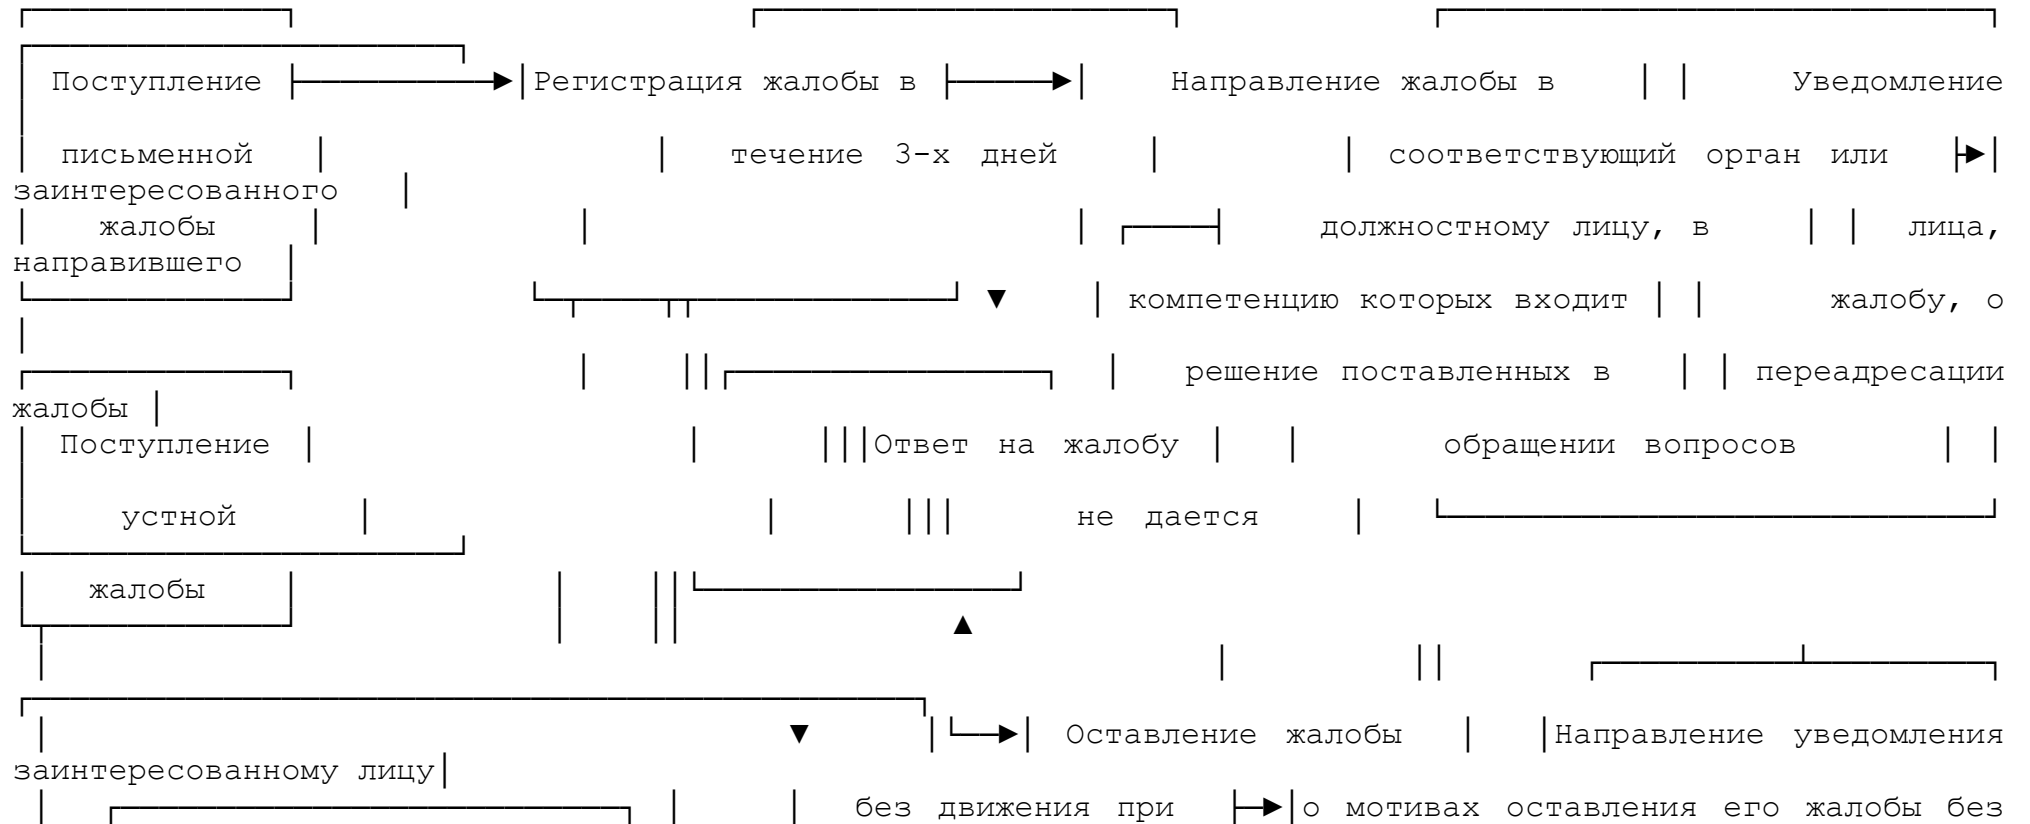 Поступление Регистрация жалобы в Направление жалобы в Уведомление
письменной течение 3-х дней соответствующий орган или
заинтересованного
жалобы должностному лицу, в лица,
направившего
компетенцию которых входит жалобу, о
решение поставленных в переадресации
жалобы
Поступление Ответ на жалобу обращении вопросов
устной не дается
жалобы
Оставление жалобы Направление уведомления
заинтересованному лицу
без движения при о мотивах оставления его жалобы без